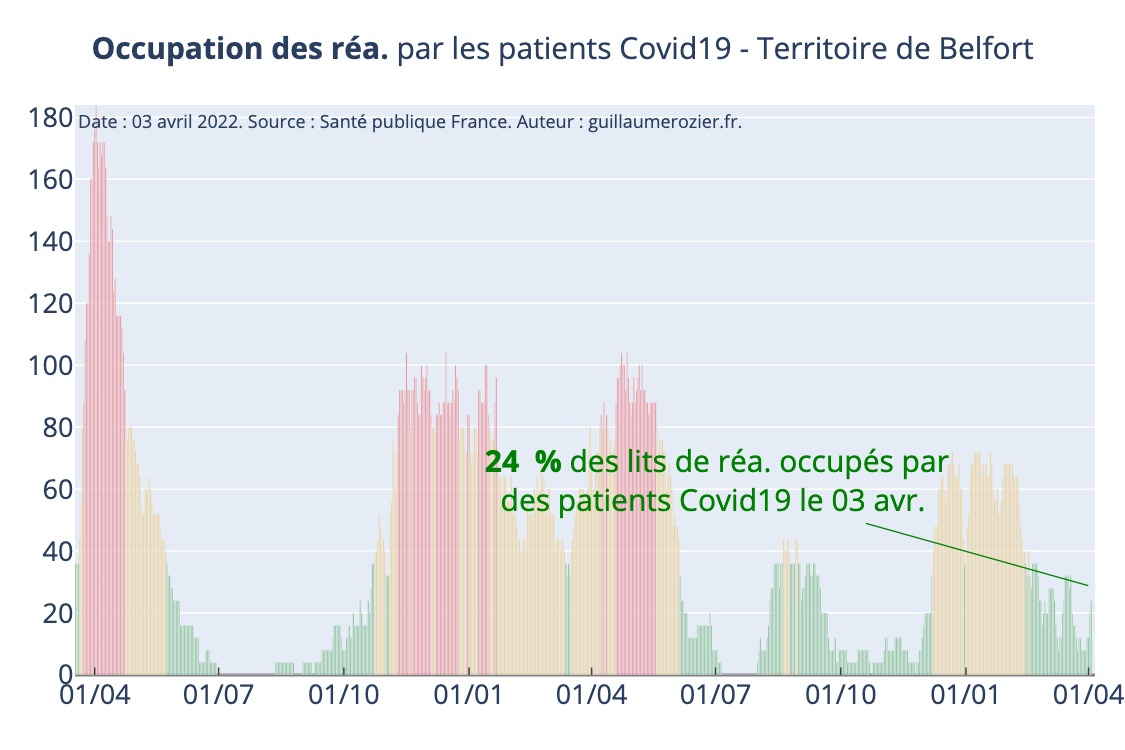 Occupation des réa. par les patients Covid19 - Territoire de Belfort
180
Date : 03 avril 2022. Source : Santé publique France. Auteur : guillaumerozier.fr.
160
140
120
100
80
24 % des lits de réa. occupés par
des patients Covid19 le 03 avr.
60
40
20
0
01/04 01/07 01/10 01/01 01/04 01/07 01/10 01/01 01/04